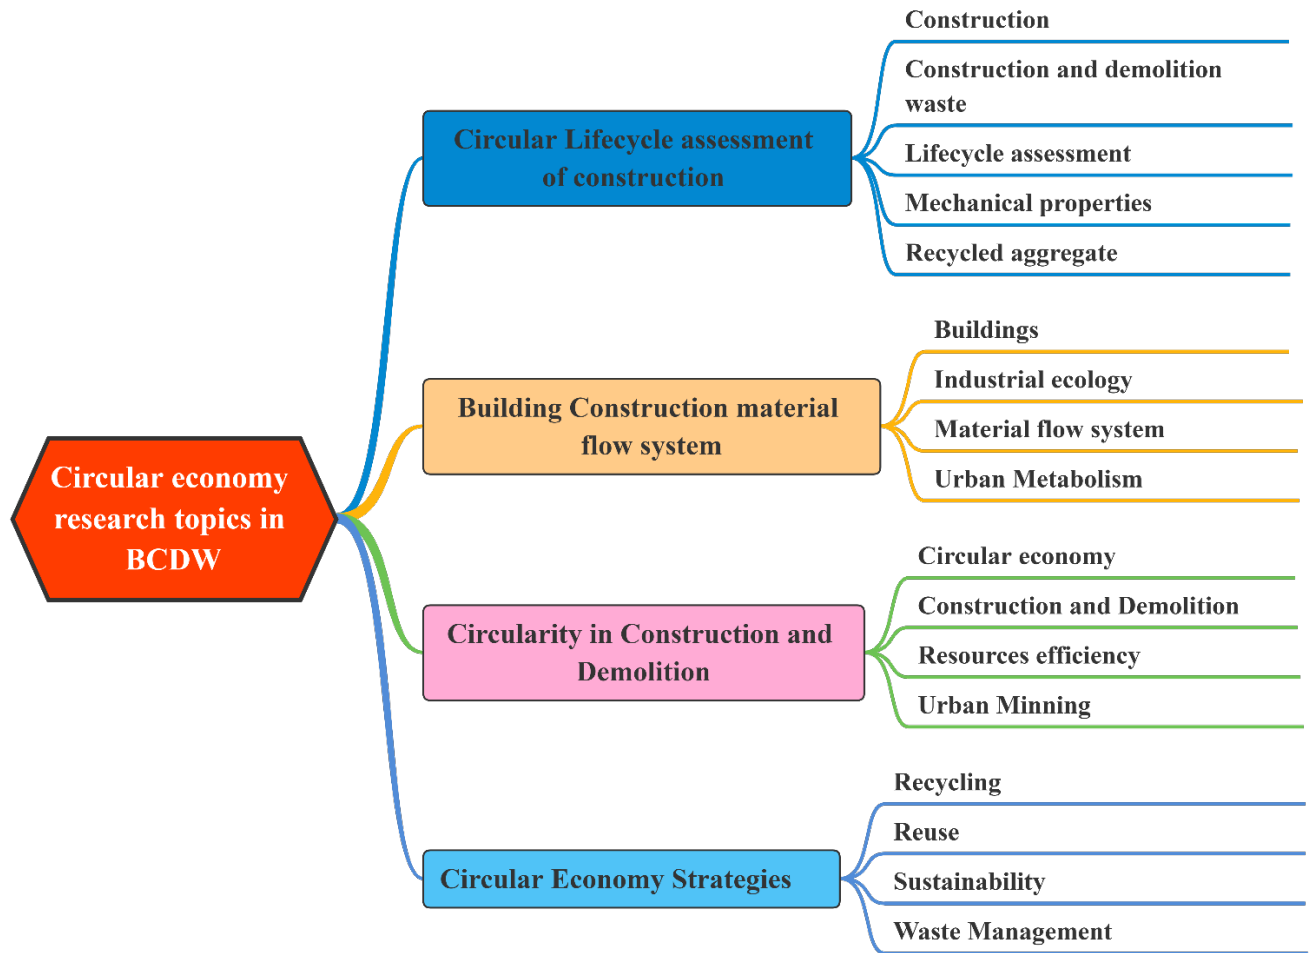 Circular economy
research topics in
BCDW
Circular Lifecycle assessment
of construction
Construction
Construction and demolition
waste
Lifecycle assessment
Mechanical properties
Recycled aggregate
Building Construction material
flow system
Buildings
Industrial ecology
Material flow system
Urban Metabolism
Circularity in Construction and
Demolition
Circular economy
Construction and Demolition
Resources efficiency
Urban Minning
Circular Economy Strategies
Recycling
Reuse
Sustainability
Waste Management